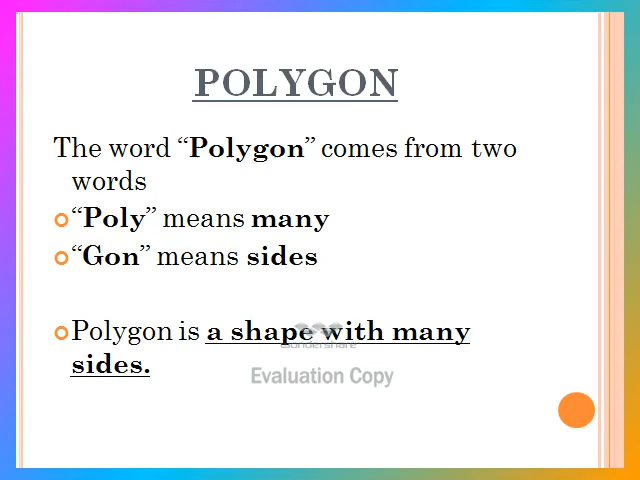 POLYGON
The word “Polygon” comes from two
words
“Poly” means many
“Gon” means sides
Polygon is a shape with many
sides.
Wondershare
Evaluation Copy